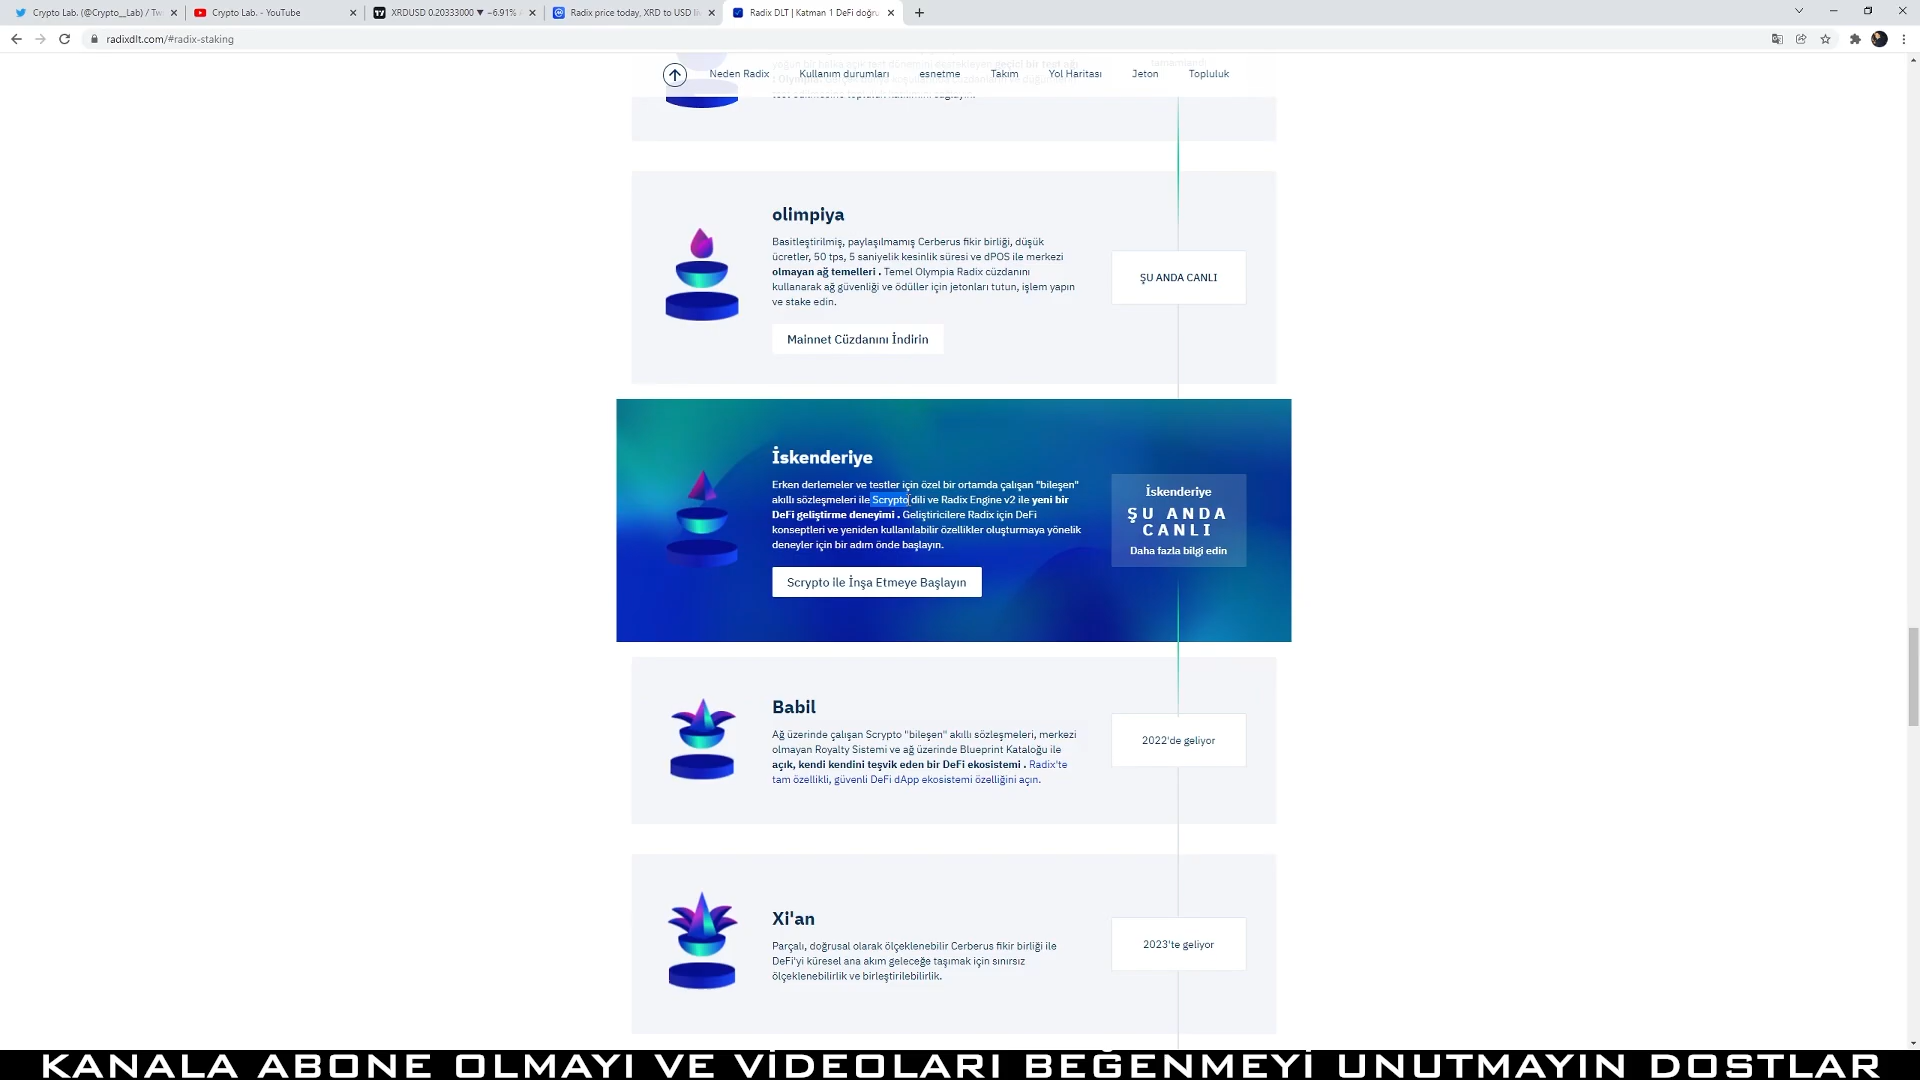 Crypto Lab. (@Crypto__Lab) / Tw
Crypto Lab. - YouTube
XRDUSD 0.20333000 ▼ −6.91%
Radix price today, XRD to USD li
Radix DLT | Katman 1 DeFi doğru
radixdlt.com/#radix-staking
Neden Radix
Kullanım durumları
esnetme
Takım
Yol Haritası
Jeton
Topluluk
olimpiya
Basitleştirilmiş, paylaşılmamış Cerberus fikir birliği, düşük
ücretler, 50 tps, 5 saniyelik kesinlik süresi ve dPOS ile merkezi
olmayan ağ temelleri . Temel Olympia Radix cüzdanını
kullanarak ağ güvenliği ve ödüller için jetonları tutun, işlem yapın
ve stake edin.
Mainnet Cüzdanını İndirin
ŞU ANDA CANLI
İskenderiye
Erken derlemeler ve testler için özel bir ortamda çalışan "bileşen"
akıllı sözleşmeleri ile Scrypto dili ve Radix Engine v2 ile yeni bir
DeFi geliştirme deneyimi . Geliştiricilere Radix için DeFi
konseptleri ve yeniden kullanılabilir özellikler oluşturmaya yönelik
deneyler için bir adım önde başlayın.
Scrypto ile İnşa Etmeye Başlayın
İskenderiye
ŞU ANDA
CANLI
Daha fazla bilgi edin
Babil
Ağ üzerinde çalışan Scrypto "bileşen" akıllı sözleşmeleri, merkezi
olmayan Royalty Sistemi ve ağ üzerinde Blueprint Kataloğu ile
açık, kendi kendini teşvik eden bir DeFi ekosistemi . Radix'te
tam özellikli, güvenli DeFi dApp ekosistemi özelliğini açın.
2022'de geliyor
Xi'an
Parçalı, doğrusal olarak ölçeklenebilir Cerberus fikir birliği ile
DeFi'yi küresel ana akım geleceğe taşımak için sınırsız
ölçeklenebilirlik ve birleştirilebilirlik.
2023'te geliyor
KANALA ABONE OLMAYI VE VİDEOLARI BEĞENMEYİ UNUTMAYIN DOSTLAR